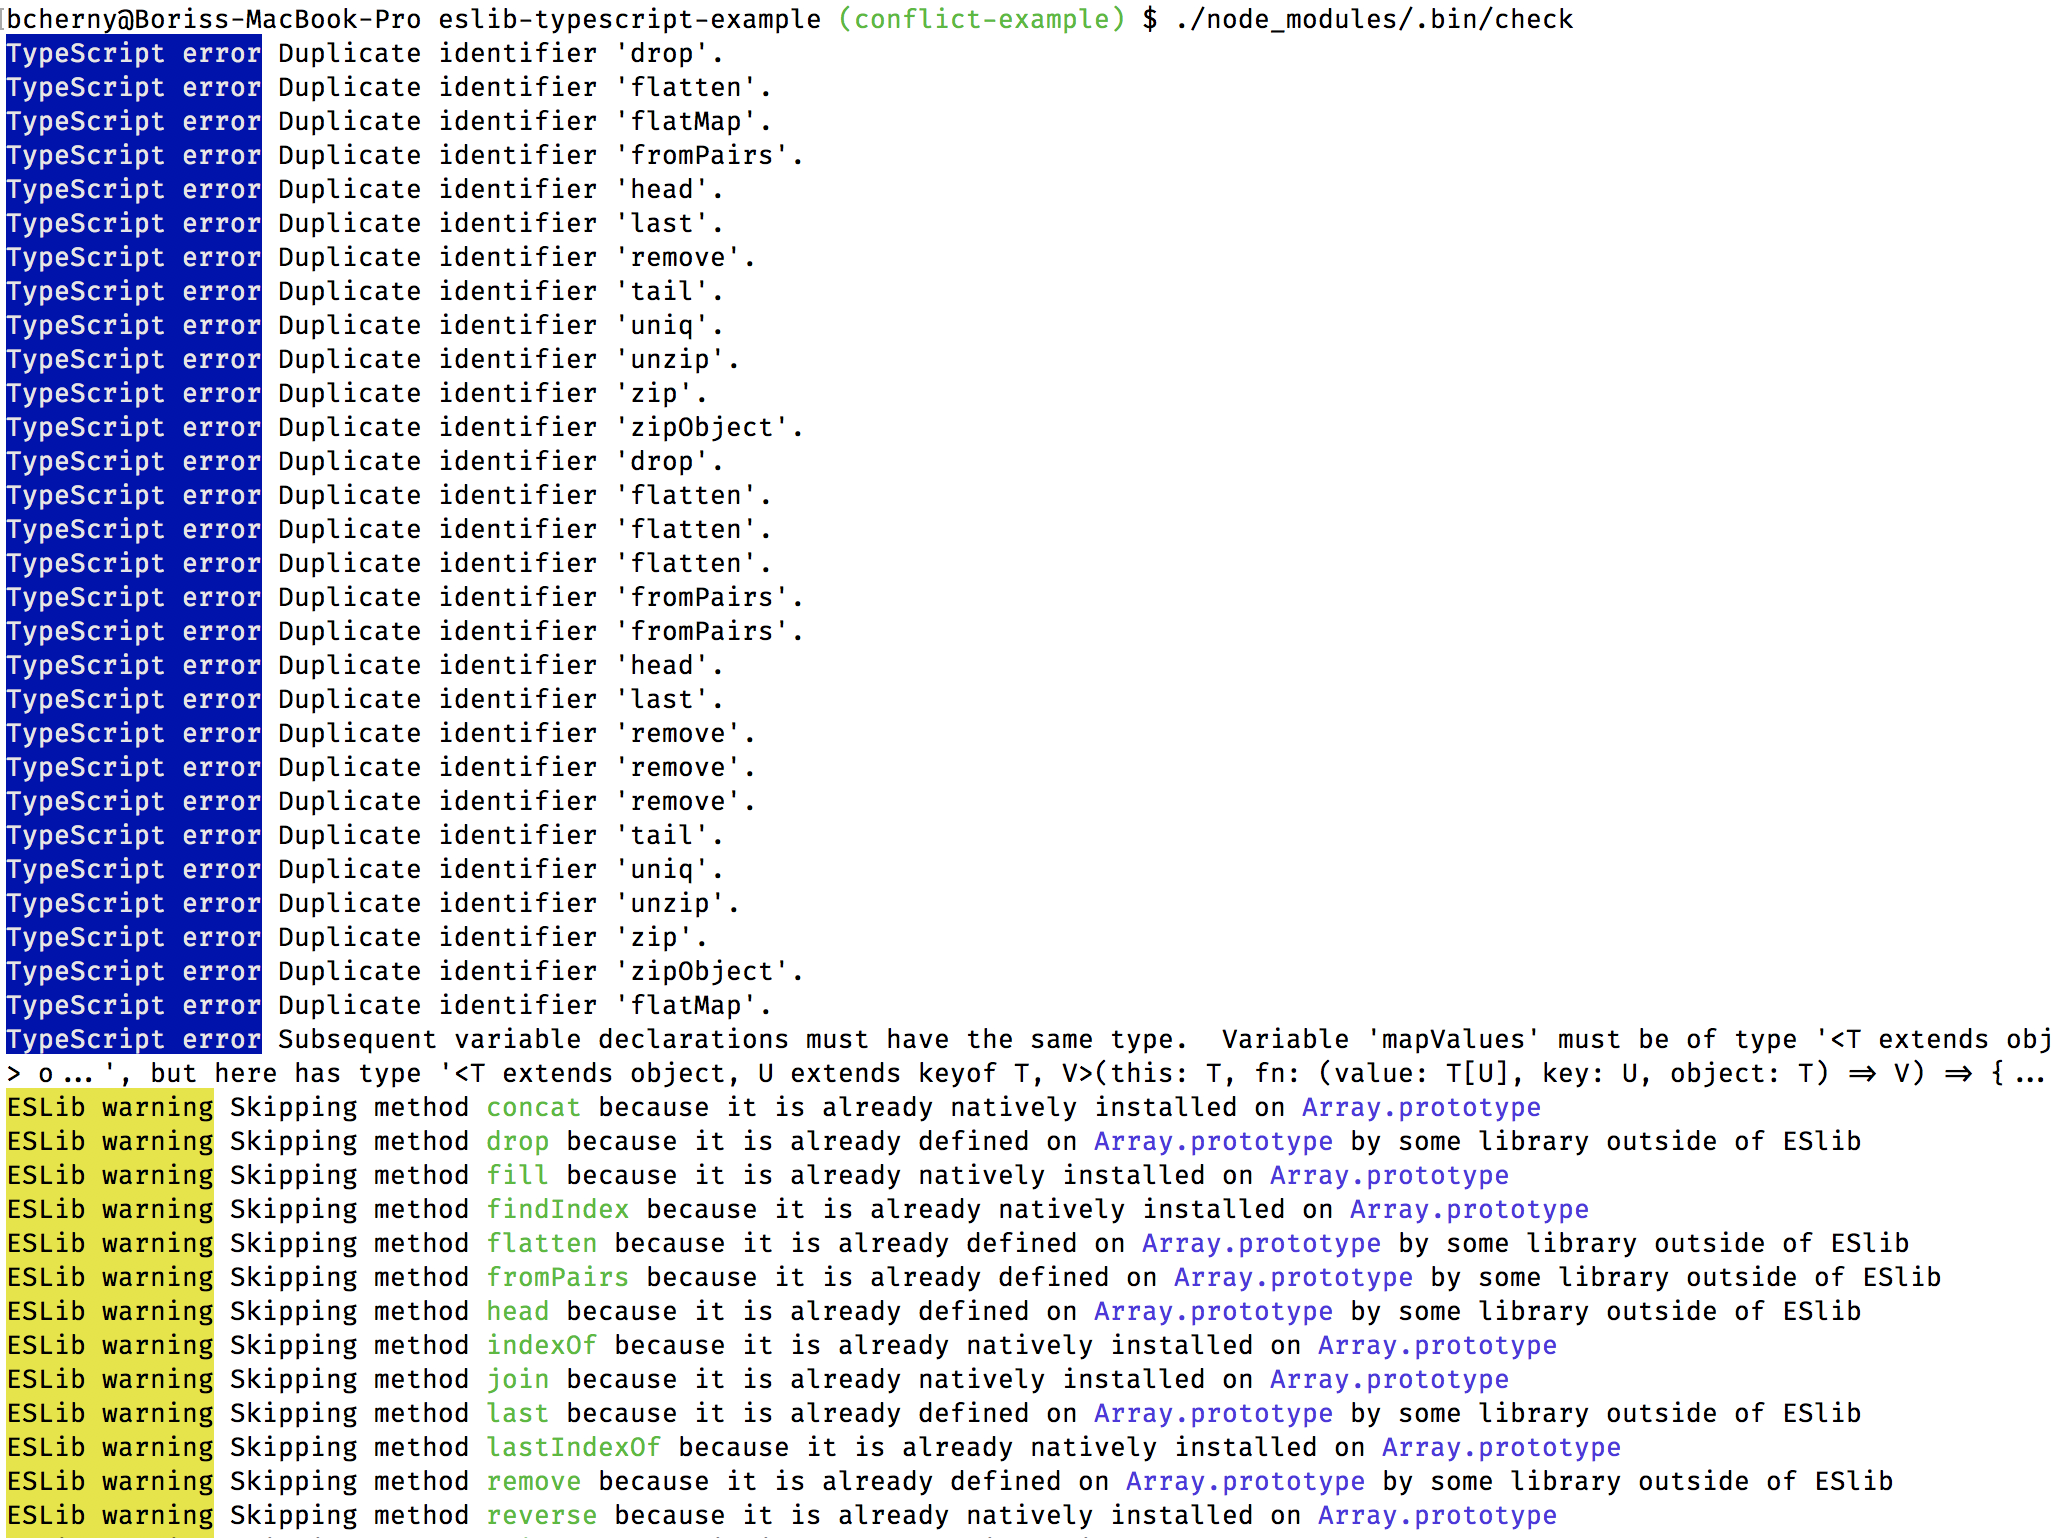 bcherny@Boriss-MacBook-Pro eslib-typescript-example (conflict-example) $ ./node_modules/.bin/check
TypeScript error Duplicate identifier 'drop'.
TypeScript error Duplicate identifier 'flatten'.
TypeScript error Duplicate identifier 'flatMap'.
TypeScript error Duplicate identifier 'fromPairs'.
TypeScript error Duplicate identifier 'head'.
TypeScript error Duplicate identifier 'last'.
TypeScript error Duplicate identifier 'remove'.
TypeScript error Duplicate identifier 'tail'.
TypeScript error Duplicate identifier 'uniq'.
TypeScript error Duplicate identifier 'unzip'.
TypeScript error Duplicate identifier 'zip'.
TypeScript error Duplicate identifier 'zipObject'.
TypeScript error Duplicate identifier 'drop'.
TypeScript error Duplicate identifier 'flatten'.
TypeScript error Duplicate identifier 'flatten'.
TypeScript error Duplicate identifier 'flatten'.
TypeScript error Duplicate identifier 'fromPairs'.
TypeScript error Duplicate identifier 'fromPairs'.
TypeScript error Duplicate identifier 'head'.
TypeScript error Duplicate identifier 'last'.
TypeScript error Duplicate identifier 'remove'.
TypeScript error Duplicate identifier 'remove'.
TypeScript error Duplicate identifier 'remove'.
TypeScript error Duplicate identifier 'tail'.
TypeScript error Duplicate identifier 'uniq'.
TypeScript error Duplicate identifier 'unzip'.
TypeScript error Duplicate identifier 'zip'.
TypeScript error Duplicate identifier 'zipObject'.
TypeScript error Duplicate identifier 'flatMap'.
TypeScript error Subsequent variable declarations must have the same type.  Variable 'mapValues' must be of type '<T extends obj
> o...', but here has type '<T extends object, U extends keyof T, V>(this: T, fn: (value: T[U], key: U, object: T) => V) => {...
ESLib warning Skipping method concat because it is already natively installed on Array.prototype
ESLib warning Skipping method drop because it is already defined on Array.prototype by some library outside of ESlib
ESLib warning Skipping method fill because it is already natively installed on Array.prototype
ESLib warning Skipping method findIndex because it is already natively installed on Array.prototype
ESLib warning Skipping method flatten because it is already defined on Array.prototype by some library outside of ESlib
ESLib warning Skipping method fromPairs because it is already defined on Array.prototype by some library outside of ESlib
ESLib warning Skipping method head because it is already defined on Array.prototype by some library outside of ESlib
ESLib warning Skipping method indexOf because it is already natively installed on Array.prototype
ESLib warning Skipping method join because it is already natively installed on Array.prototype
ESLib warning Skipping method last because it is already defined on Array.prototype by some library outside of ESlib
ESLib warning Skipping method lastIndexOf because it is already natively installed on Array.prototype
ESLib warning Skipping method remove because it is already defined on Array.prototype by some library outside of ESlib
ESLib warning Skipping method reverse because it is already natively installed on Array.prototype